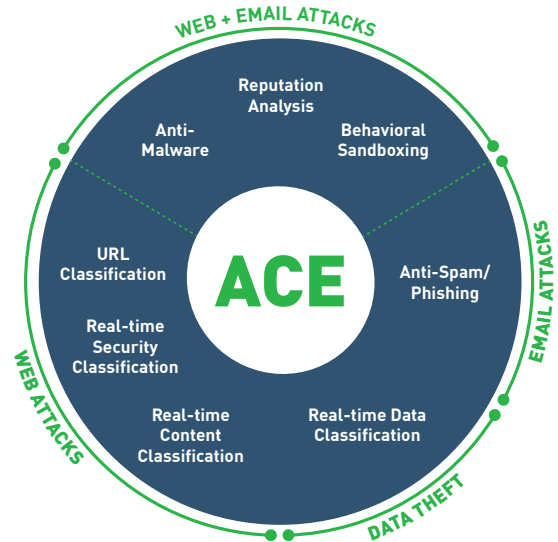 WEB + EMAIL ATTACKS
Reputation
Analysis
Anti-
Malware
Behavioral
Sandboxing
URL
Classification
ACE
Anti-Spam/
Phishing
EMAIL ATTACKS
Real-time
Security
Classification
WEB ATTACKS
Real-time
Content
Classification
Real-time Data
Classification
DATA THEFT